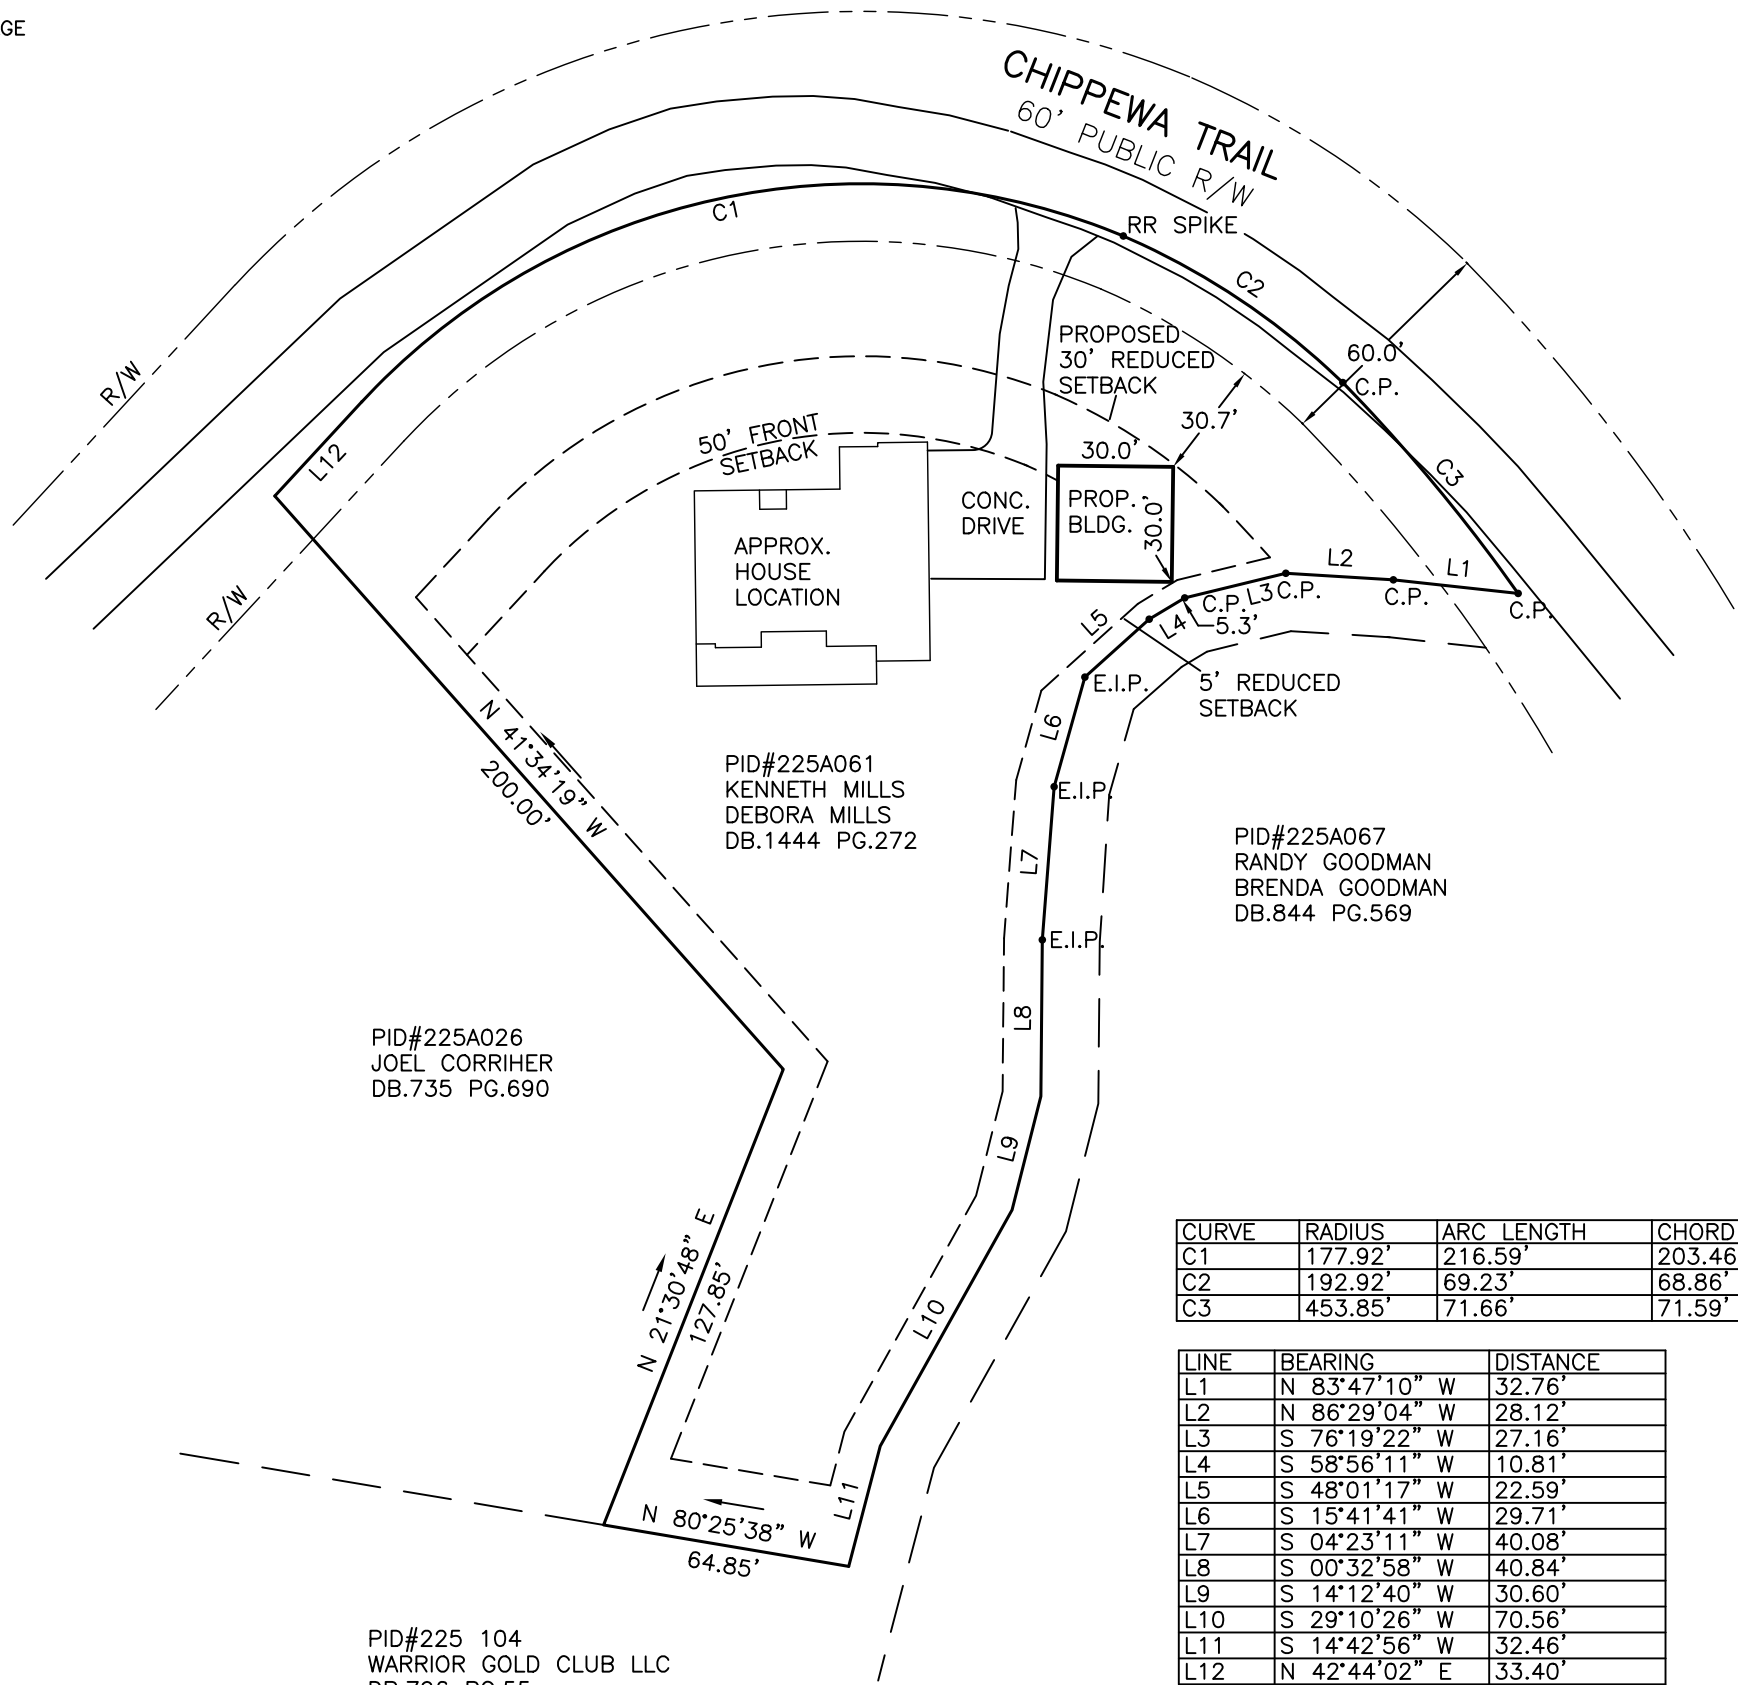 GE
CHIPPEWA TRAIL
60' PUBLIC R/W
C1
RR SPIKE
C2
PROPOSED
30' REDUCED
SETBACK
60.0'
C.P.
R/W
30.7'
50' FRONT
SETBACK
30.0'
L12
C3
CONC.
DRIVE
PROP.
BLDG.
30.0'
APPROX.
HOUSE
LOCATION
L2
L1
R/W
C.P.
L3
C.P.
C.P.
C.P.
L5
L4
5.3'
E.I.P.
5' REDUCED
SETBACK
N 41°34'19" W
200.00'
L6
PID#225A061
KENNETH MILLS
DEBORA MILLS
DB.1444 PG.272
E.I.P.
L7
PID#225A067
RANDY GOODMAN
BRENDA GOODMAN
DB.844 PG.569
E.I.P.
L8
PID#225A026
JOEL CORRIHER
DB.735 PG.690
L9
N 21°30'48" E
127.85'
L10
CURVE RADIUS ARC LENGTH CHORD
C1 177.92' 216.59' 203.46
C2 192.92' 69.23' 68.86'
C3 453.85' 71.66' 71.59'
LINE BEARING DISTANCE
L1 N 83°47'10" W 32.76'
L2 N 86°29'04" W 28.12'
L3 S 76°19'22" W 27.16'
L4 S 58°56'11" W 10.81'
L5 S 48°01'17" W 22.59'
L6 S 15°41'41" W 29.71'
L7 S 04°23'11" W 40.08'
L8 S 00°32'58" W 40.84'
L9 S 14°12'40" W 30.60'
L10 S 29°10'26" W 70.56'
L11 S 14°42'56" W 32.46'
L12 N 42°44'02" E 33.40'
L11
N 80°25'38" W
64.85'
PID#225 104
WARRIOR GOLD CLUB LLC